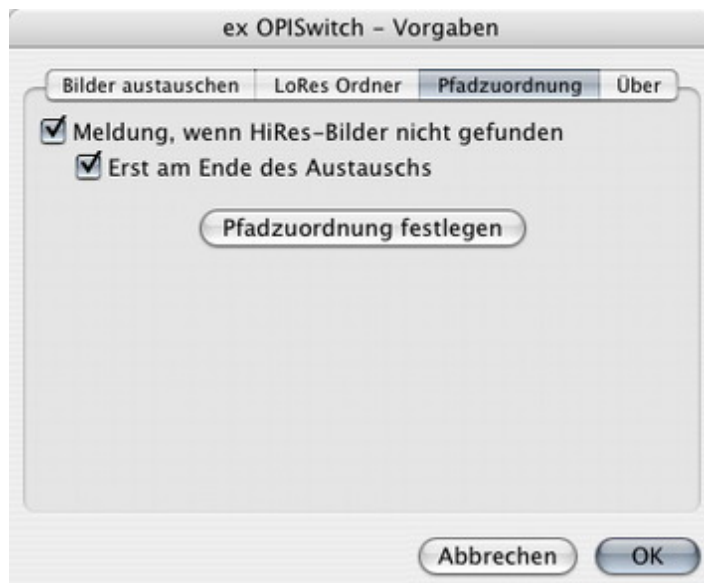 ex OPISwitch – Vorgaben
Bilder austauschen LoRes Ordner Pfadzuordnung Über
Meldung, wenn HiRes-Bilder nicht gefunden
Erst am Ende des Austauschs
Pfadzuordnung festlegen
Abbrechen OK